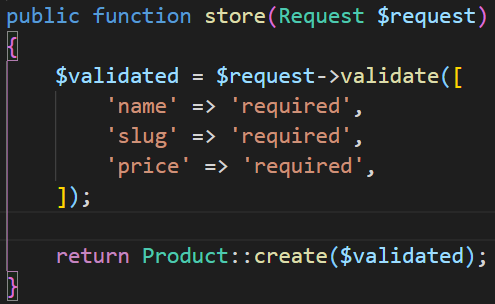 public function store(Request $request)
{
    $validated = $request->validate([
        'name' => 'required',
        'slug' => 'required',
        'price' => 'required',
    ]);

    return Product::create($validated);
}